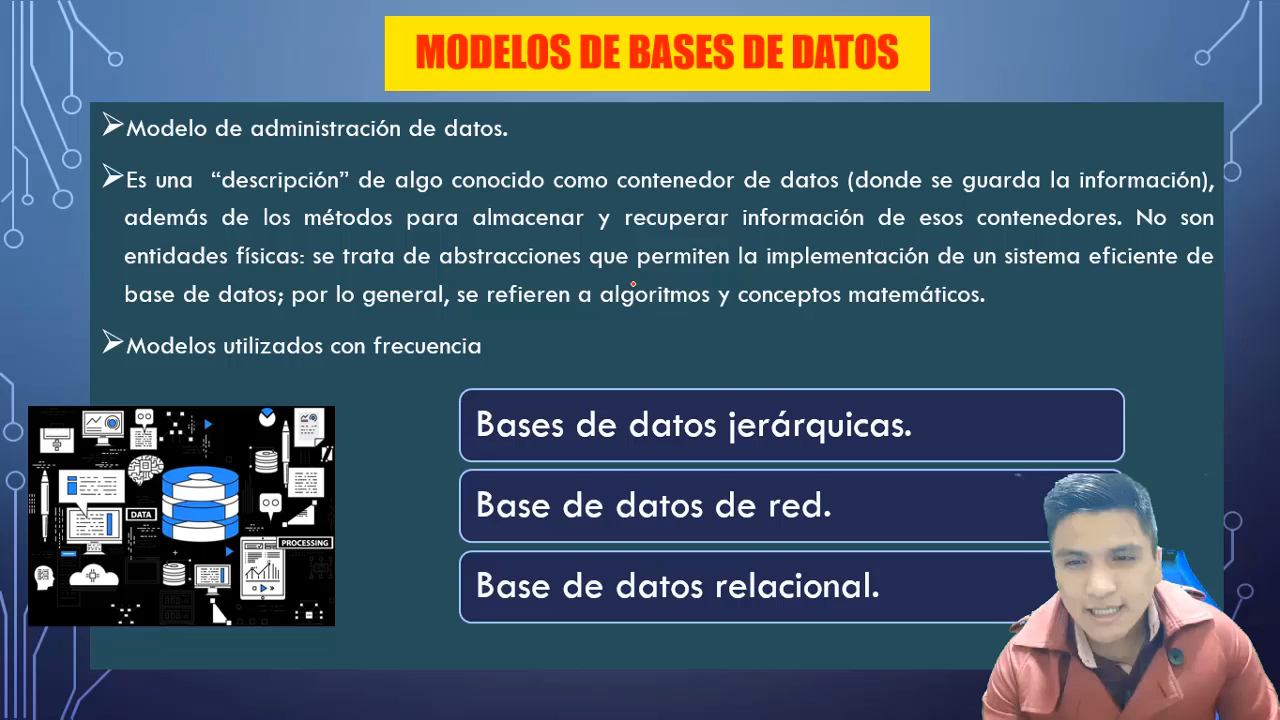 MODELOS DE BASES DE DATOS
Modelo de administración de datos.
Es una “descripción” de algo conocido como contenedor de datos (donde se guarda la información),
además de los métodos para almacenar y recuperar información de esos contenedores. No son
entidades físicas: se trata de abstracciones que permiten la implementación de un sistema eficiente de
base de datos; por lo general, se refieren a algoritmos y conceptos matemáticos.
Modelos utilizados con frecuencia
Bases de datos jerárquicas.
Base de datos de red.
Base de datos relacional.
DATA
PROCESSING